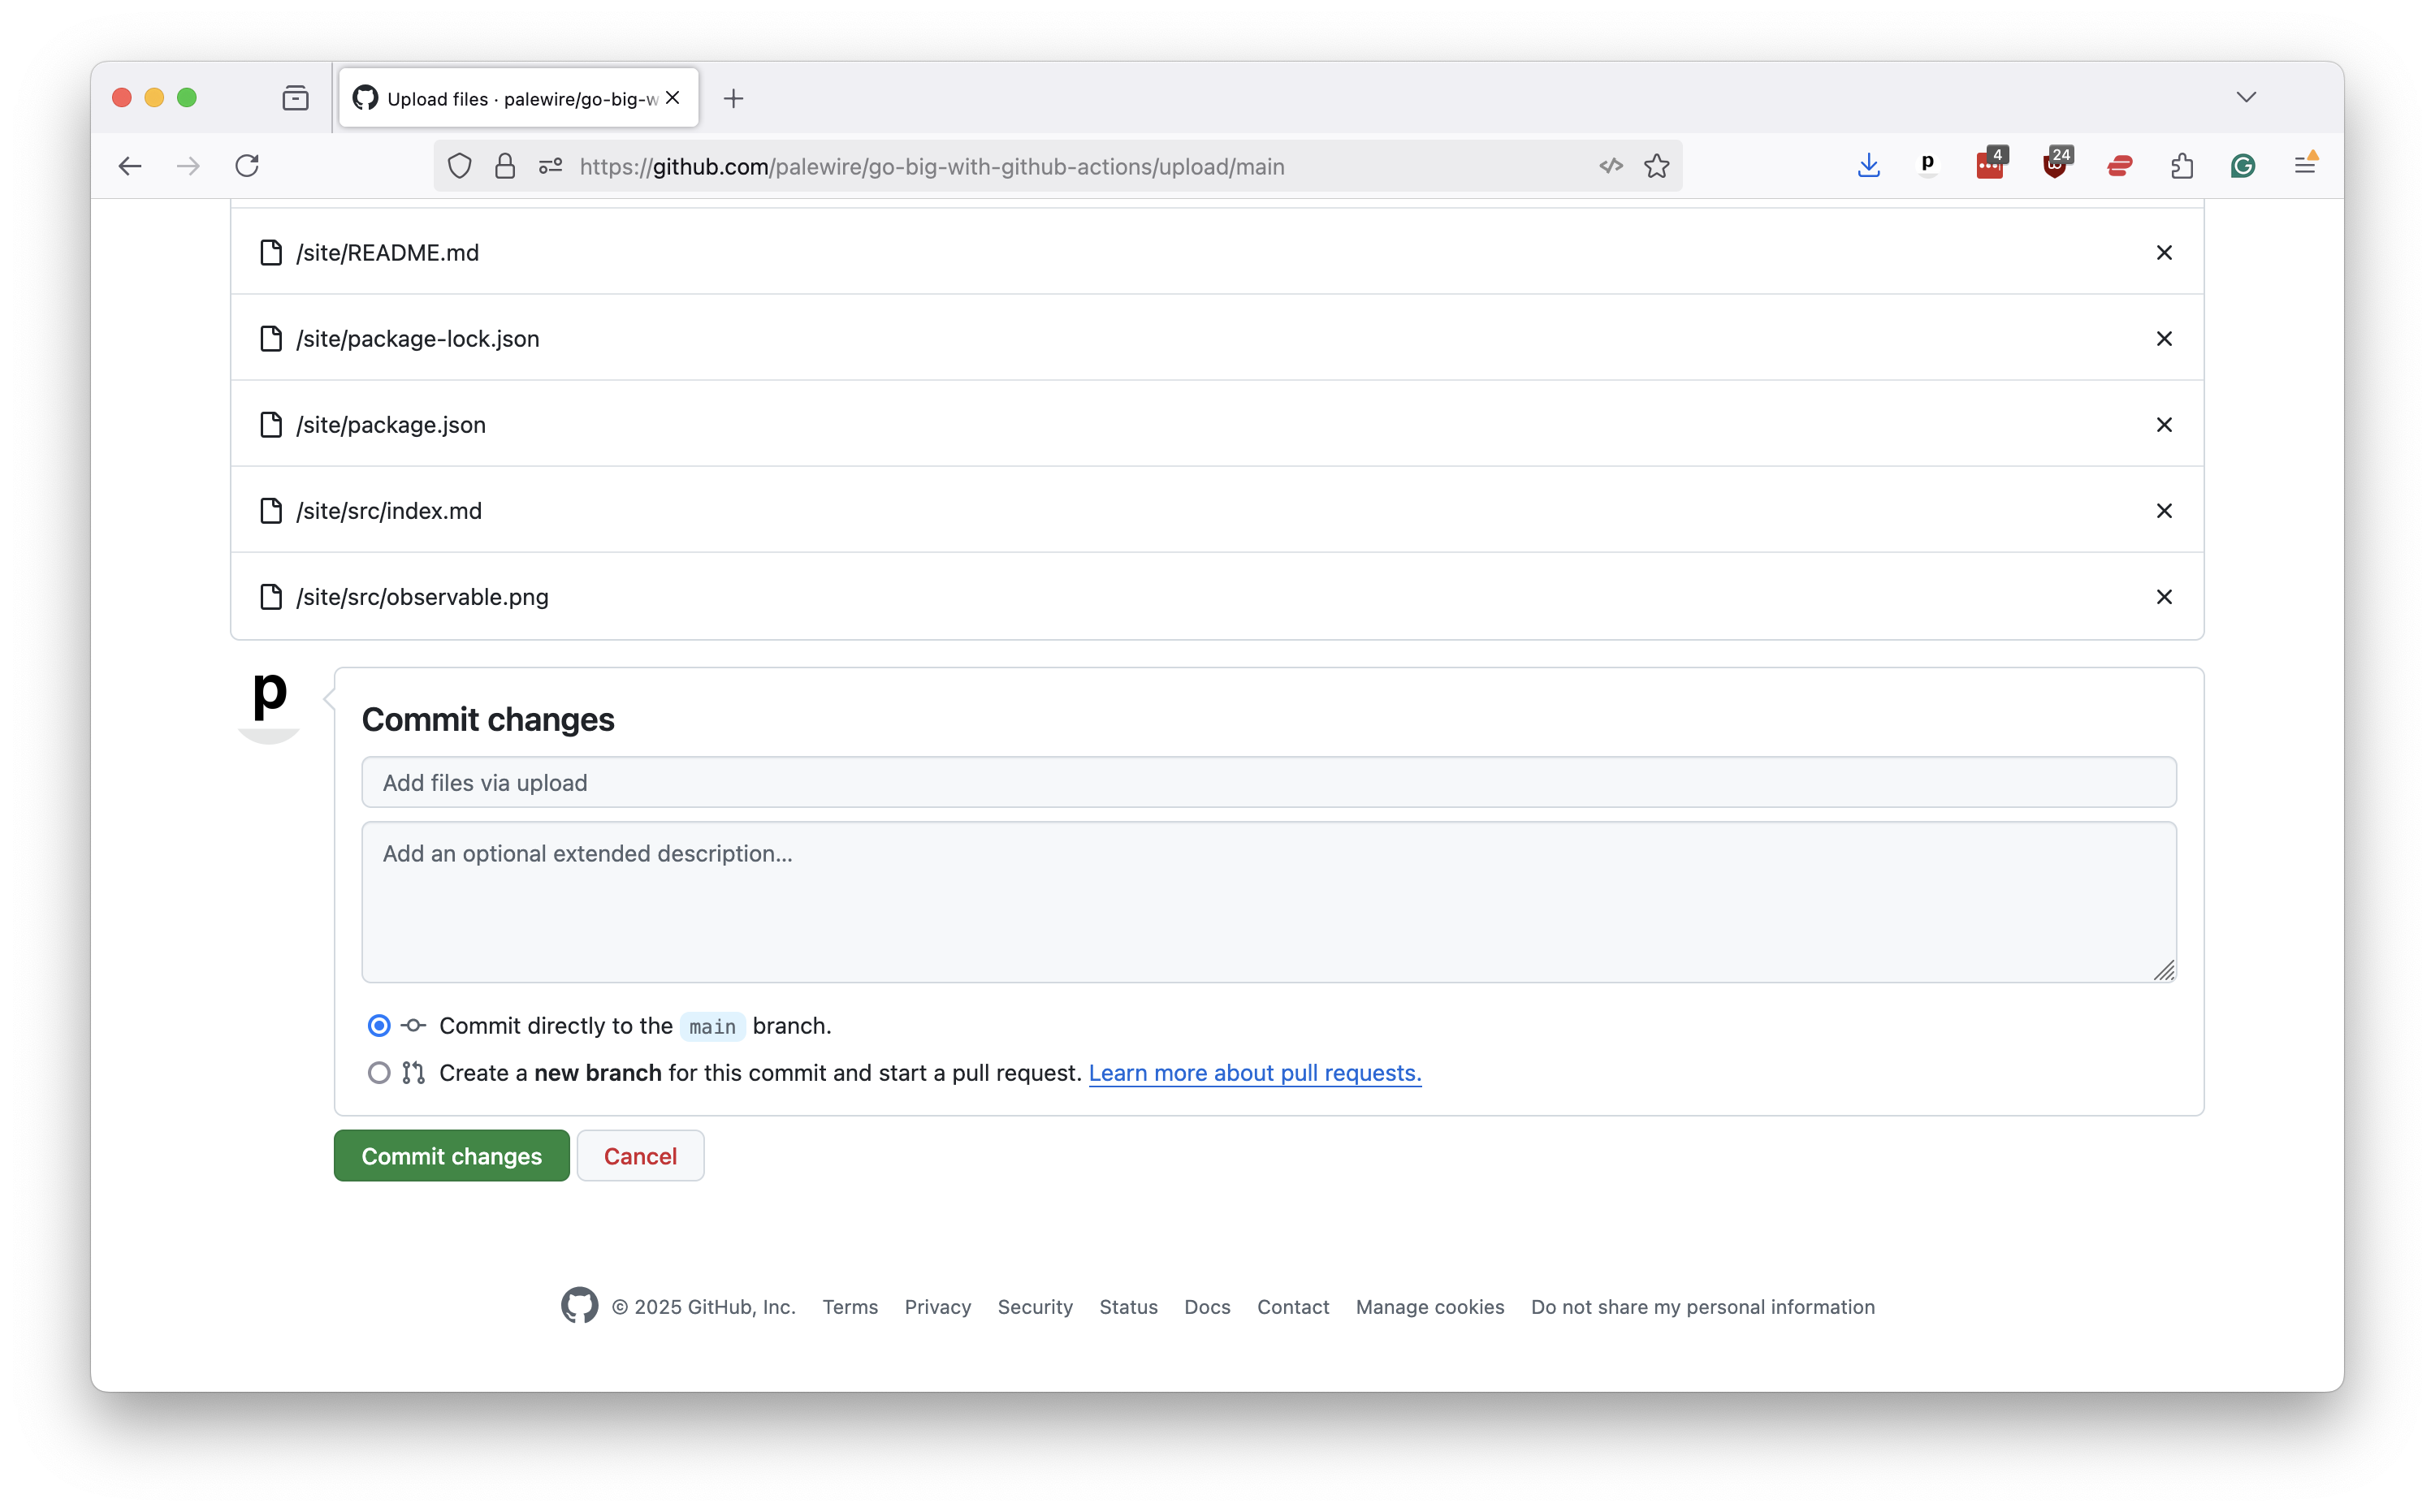 Upload files · palewire/go-big-w
https://github.com/palewire/go-big-with-github-actions/upload/main
p
4
24
/site/README.md
/site/package-lock.json
/site/package.json
/site/src/index.md
/site/src/observable.png
p
Commit changes
Add files via upload
Add an optional extended description...
Commit directly to the main branch.
Create a new branch for this commit and start a pull request. Learn more about pull requests.
Commit changes Cancel
© 2025 GitHub, Inc. Terms Privacy Security Status Docs Contact Manage cookies Do not share my personal information